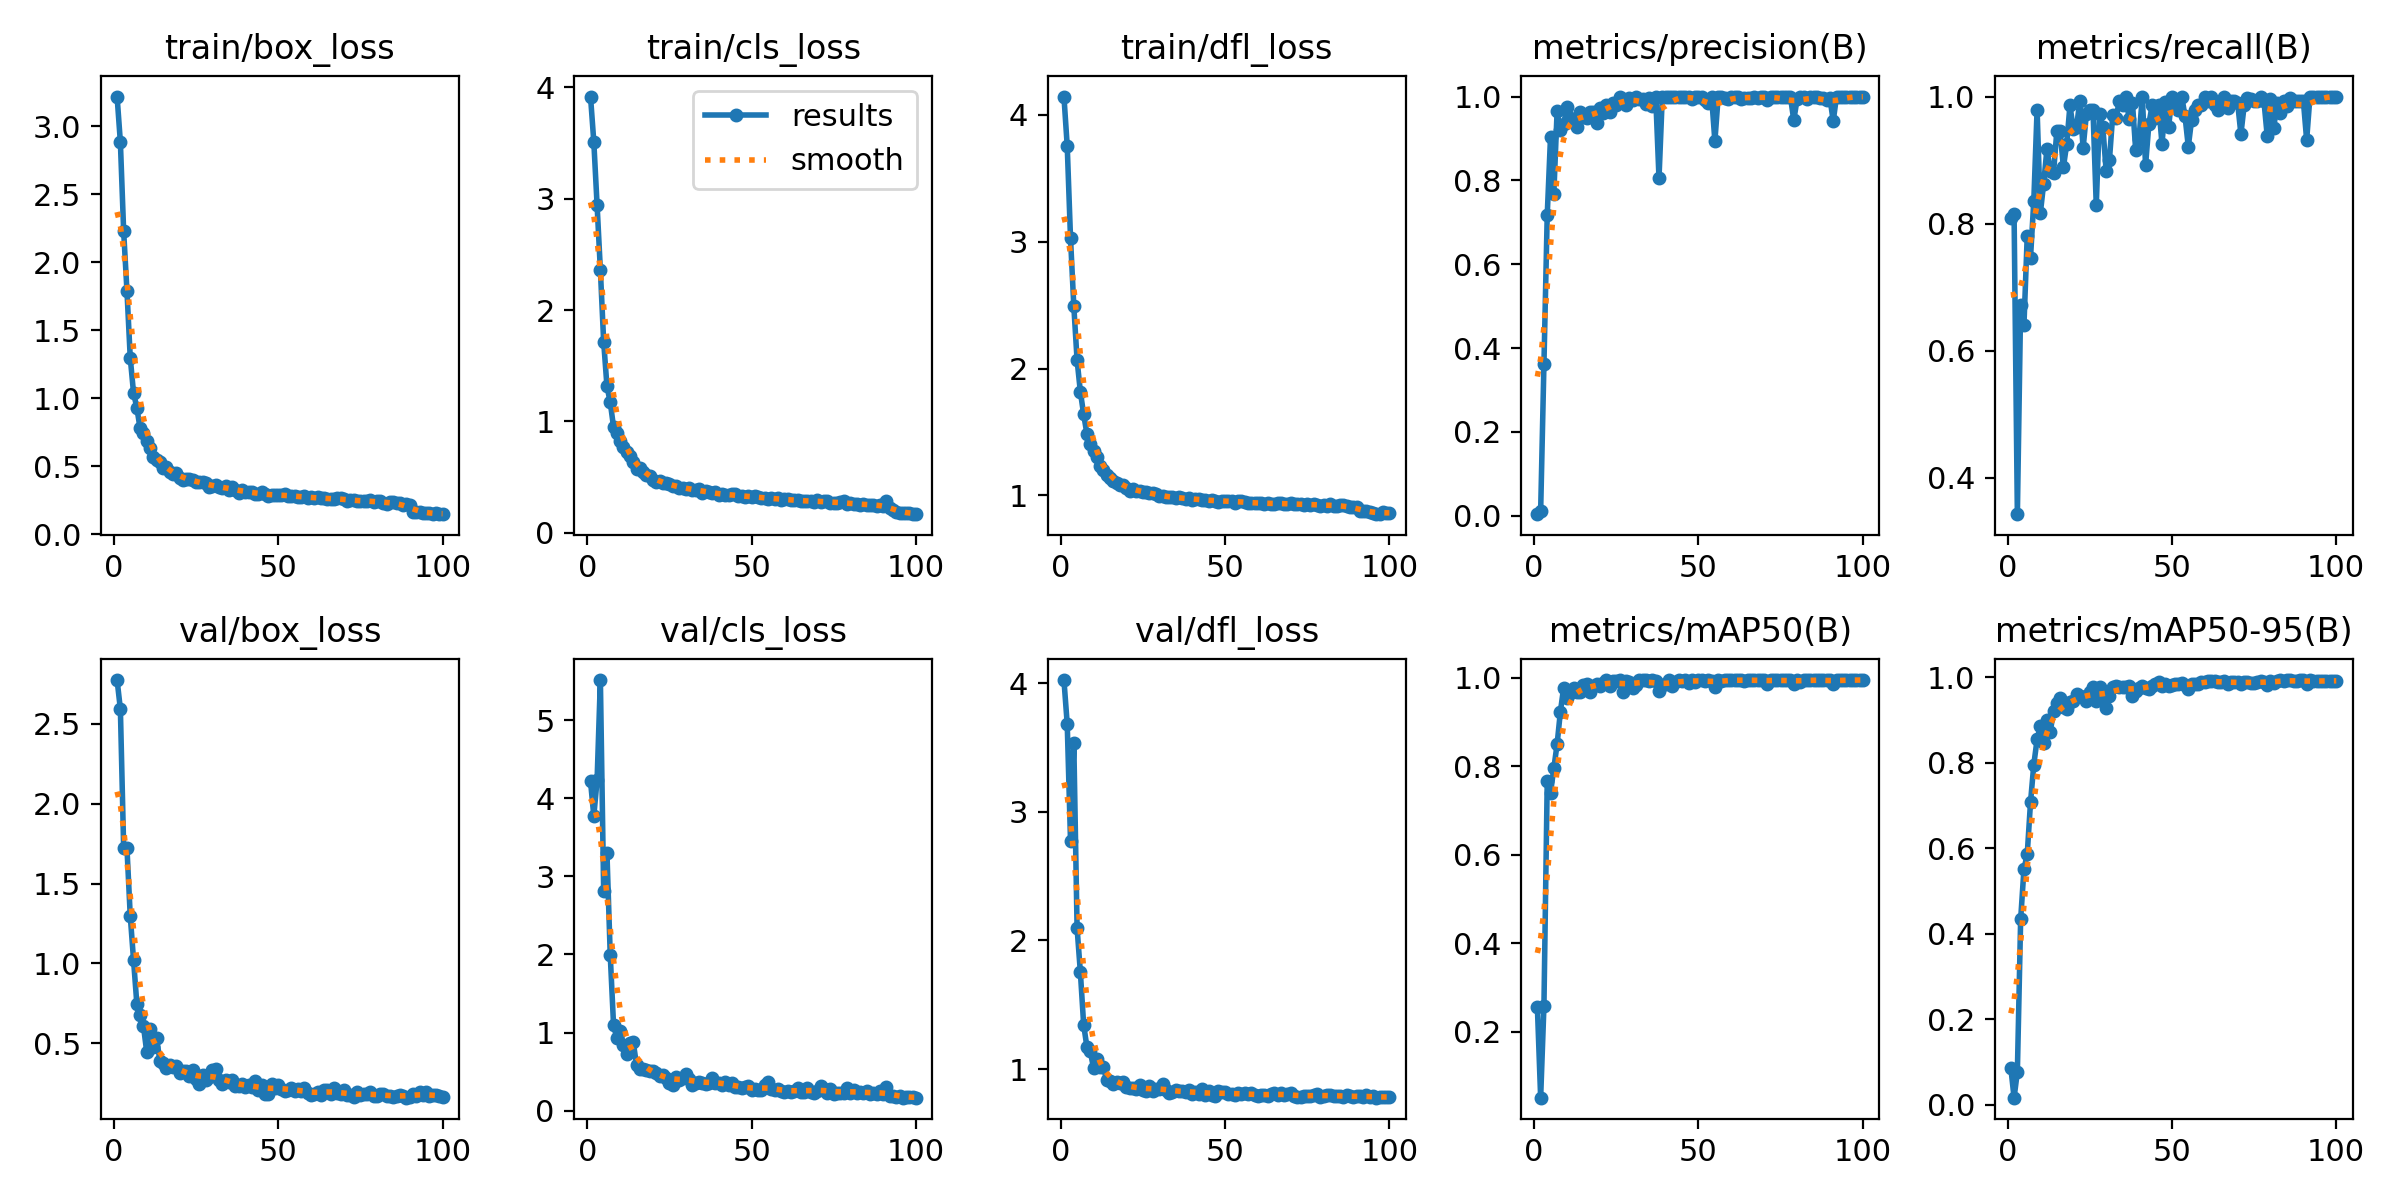 train/box_loss
3.0
2.5
2.0
1.5
1.0
0.5
0.0
0 50 100
train/cls_loss
results
smooth
4
3
2
1
0
0 50 100
train/dfl_loss
4
3
2
1
0 50 100
metrics/precision(B)
1.0
0.8
0.6
0.4
0.2
0.0
0 50 100
metrics/recall(B)
1.0
0.8
0.6
0.4
0 50 100
val/box_loss
2.5
2.0
1.5
1.0
0.5
0 50 100
val/cls_loss
5
4
3
2
1
0
0 50 100
val/dfl_loss
4
3
2
1
0 50 100
metrics/mAP50(B)
1.0
0.8
0.6
0.4
0.2
0 50 100
metrics/mAP50-95(B)
1.0
0.8
0.6
0.4
0.2
0.0
0 50 100